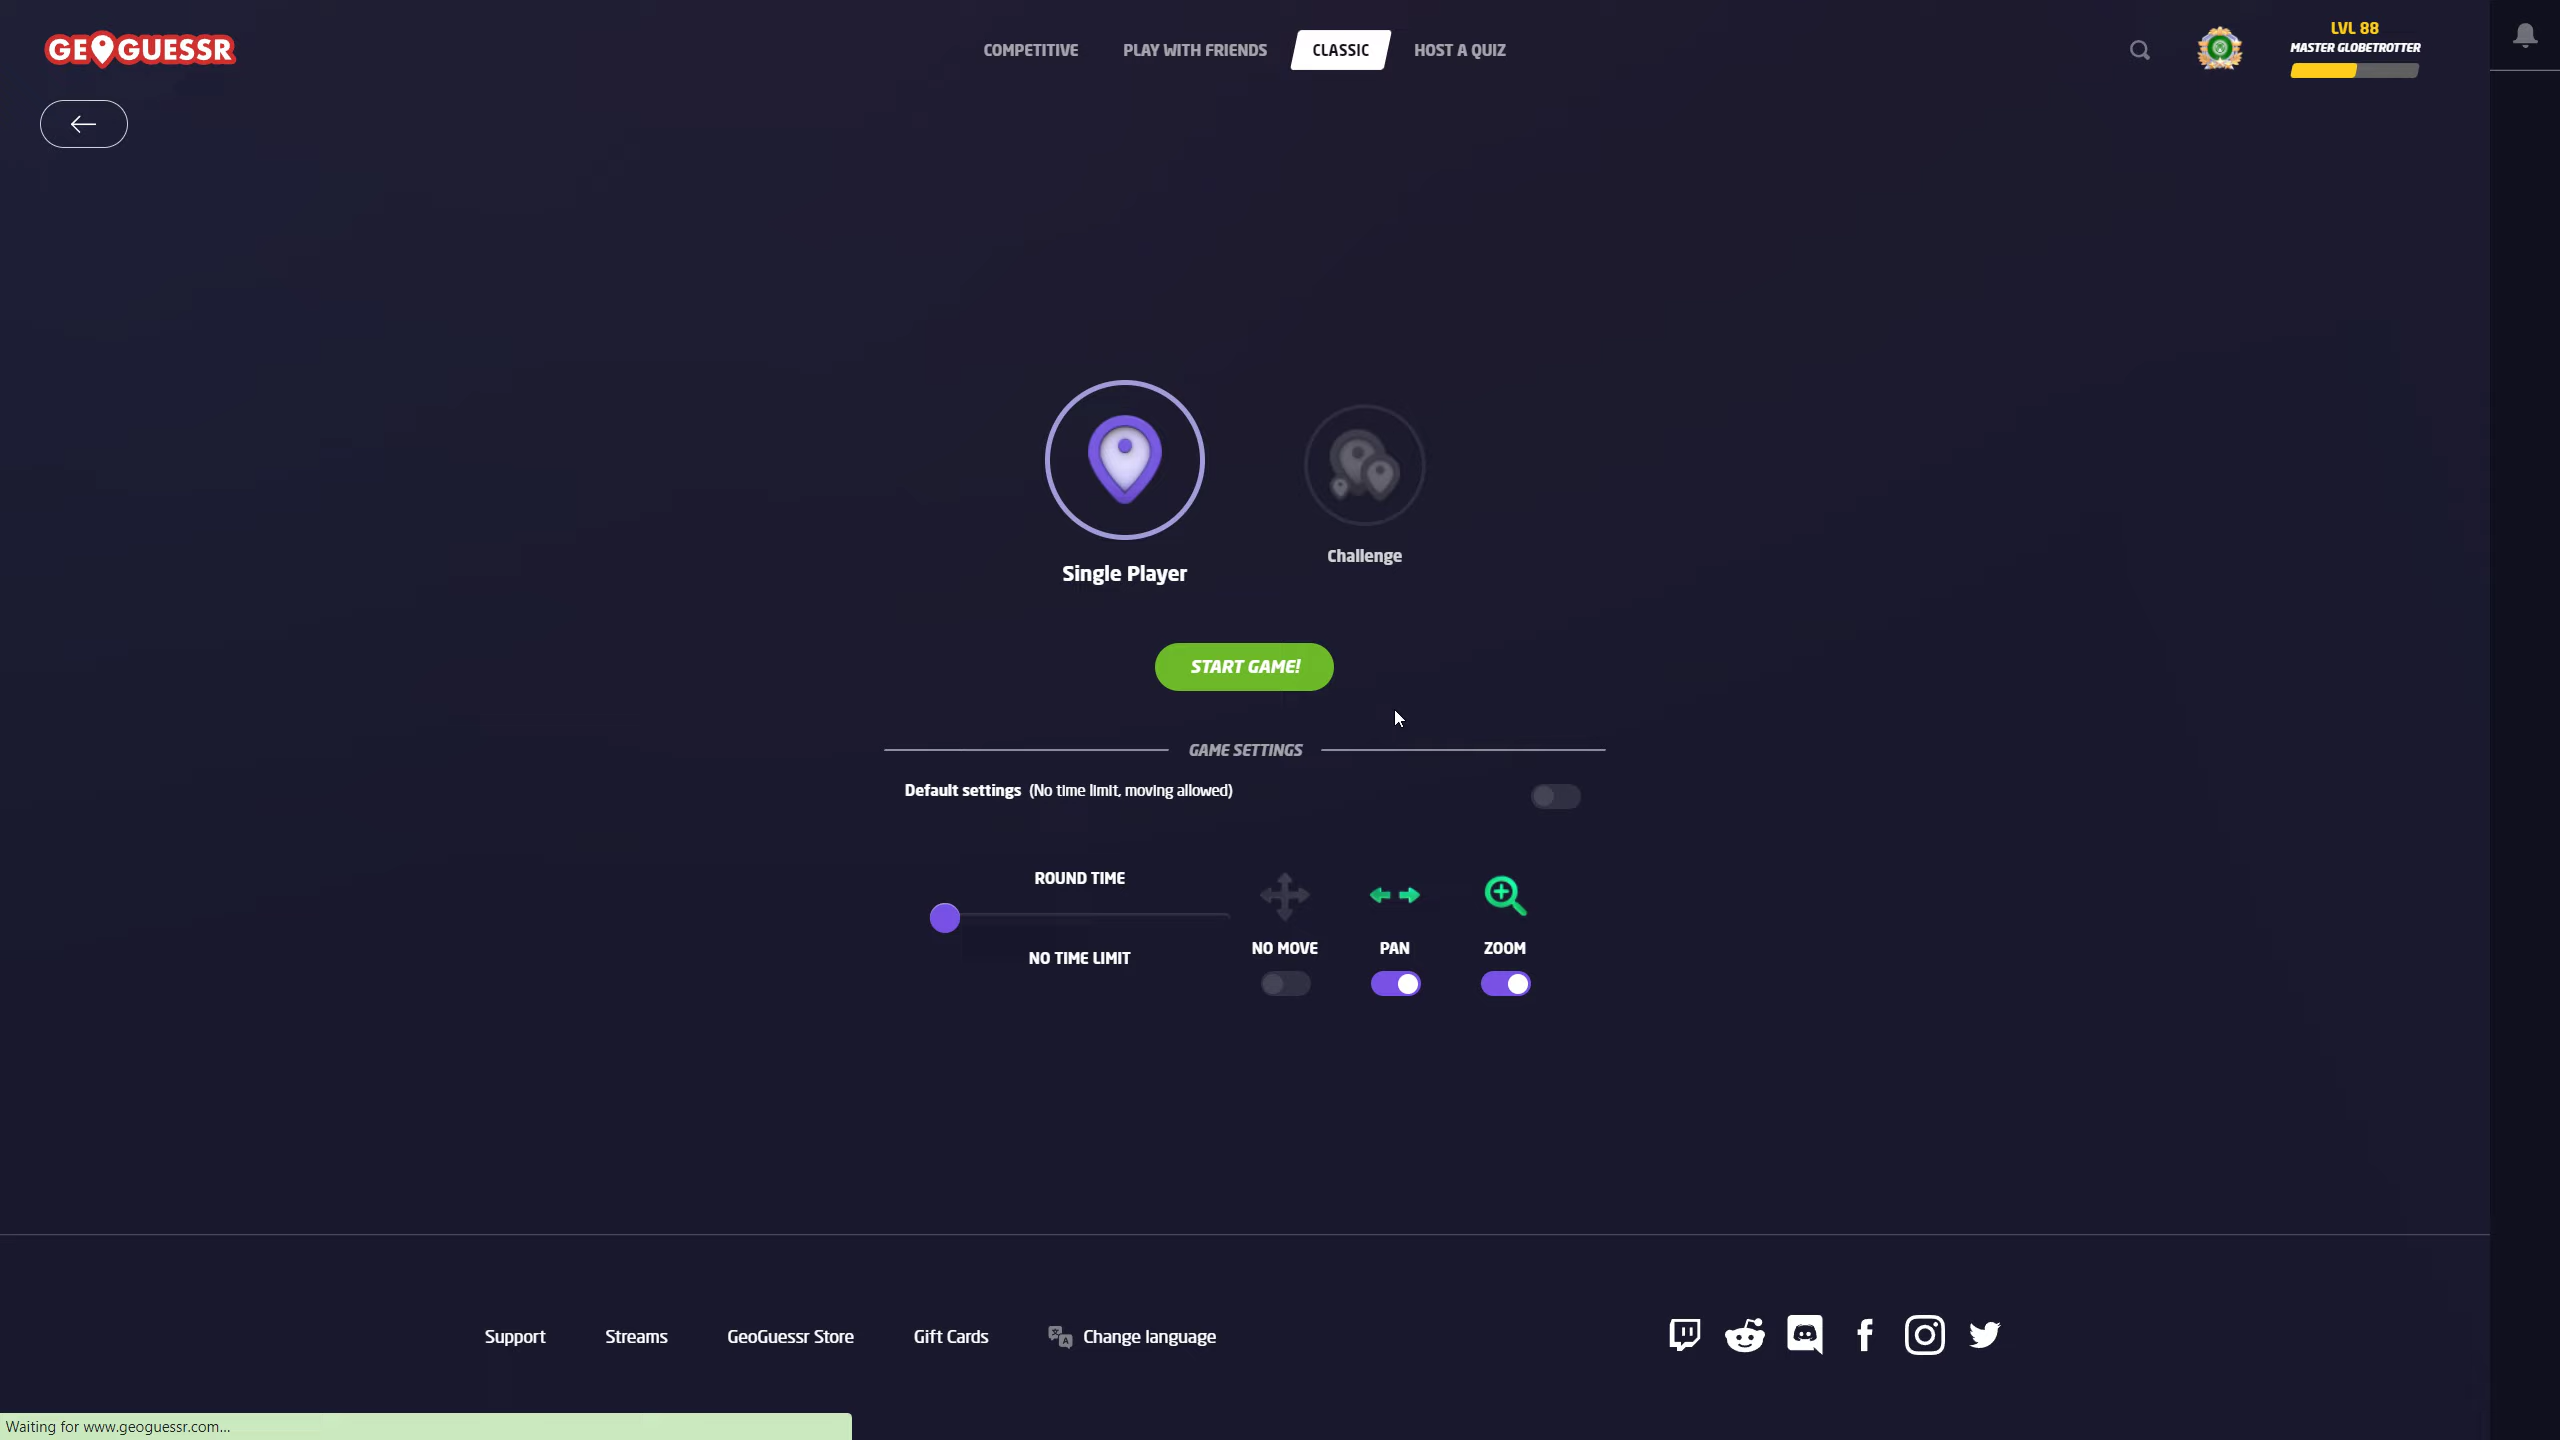 GEOGUESSR
COMPETITIVE
PLAY WITH FRIENDS
CLASSIC
HOST A QUIZ
LVL 88
MASTER GLOBETROTTER
Single Player
Challenge
START GAME!
GAME SETTINGS
Default settings (No time limit, moving allowed)
ROUND TIME
NO TIME LIMIT
NO MOVE
PAN
ZOOM
Support
Streams
GeoGuessr Store
Gift Cards
Change language
Waiting for www.geoguessr.com...